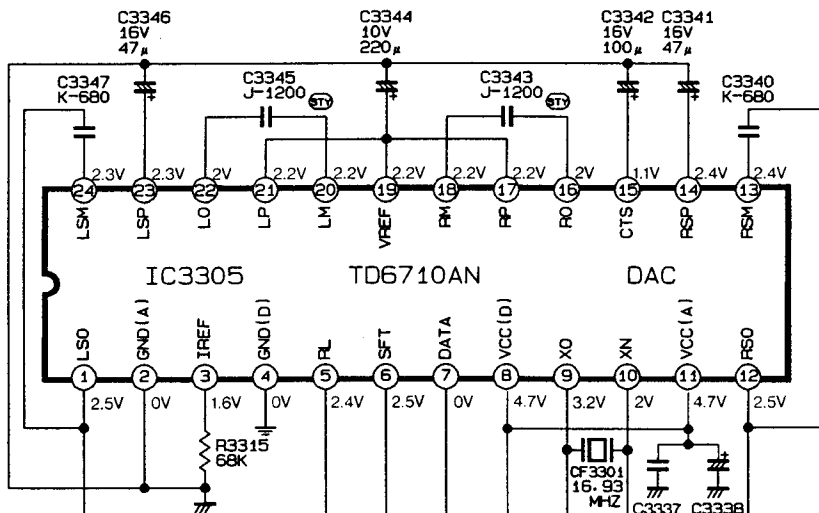 C3346
16V
47μ
C3344
10V
220μ
C3342
16V
100μ
C3341
16V
47μ
C3347
K-680
C3345
J-1200
STY
C3343
J-1200
STY
C3340
K-680
2.3V 2.3V 2V 2.2V 2.2V 2.2V 2.2V 2.2V 2V 1.1V 2.4V 2.4V
24 23 22 21 20 19 18 17 16 15 14 13
LSM LSP LO LP LM VREF RM RP RO CTS RSP RSM
IC3305 TD6710AN DAC
LSO GND(A) IREF GND(D) RL SFT DATA VCC(D) XO XN VCC(A) RSO
1 2 3 4 5 6 7 8 9 10 11 12
2.5V 0V 1.6V 0V 2.4V 2.5V 0V 4.7V 3.2V 2V 4.7V 2.5V
R3315
68K
CF3301
16.93
MHZ
C3337 C3338